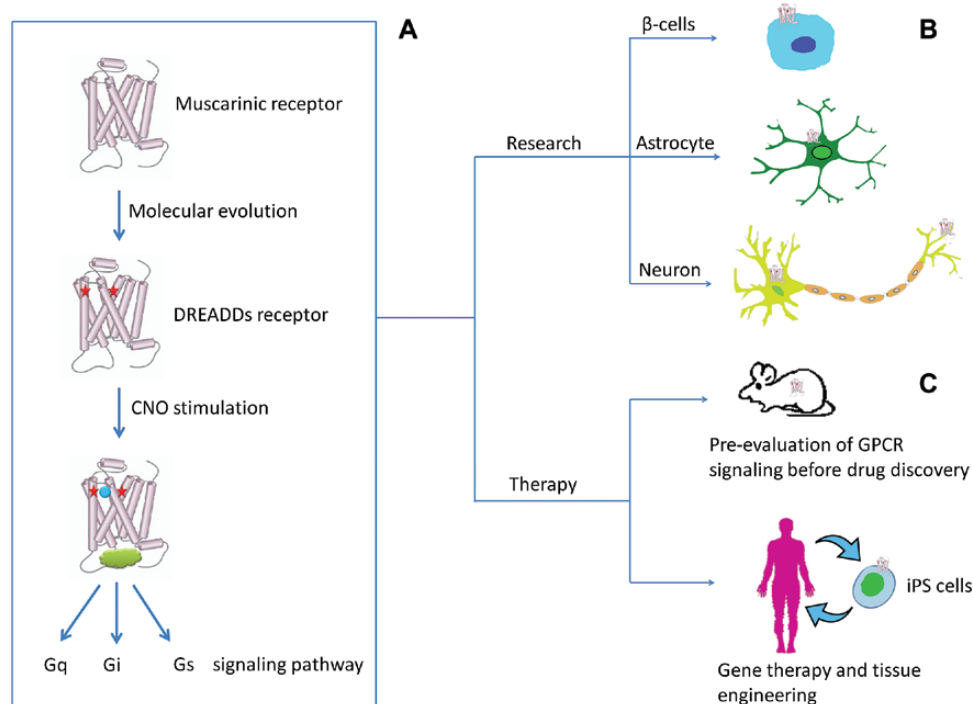 A
Muscarinic receptor
Molecular evolution
DREADDs receptor
CNO stimulation
Gq Gi Gs signaling pathway
Research
Therapy
B
β-cells
Astrocyte
Neuron
C
Pre-evaluation of GPCR
signaling before drug discovery
iPS cells
Gene therapy and tissue
engineering